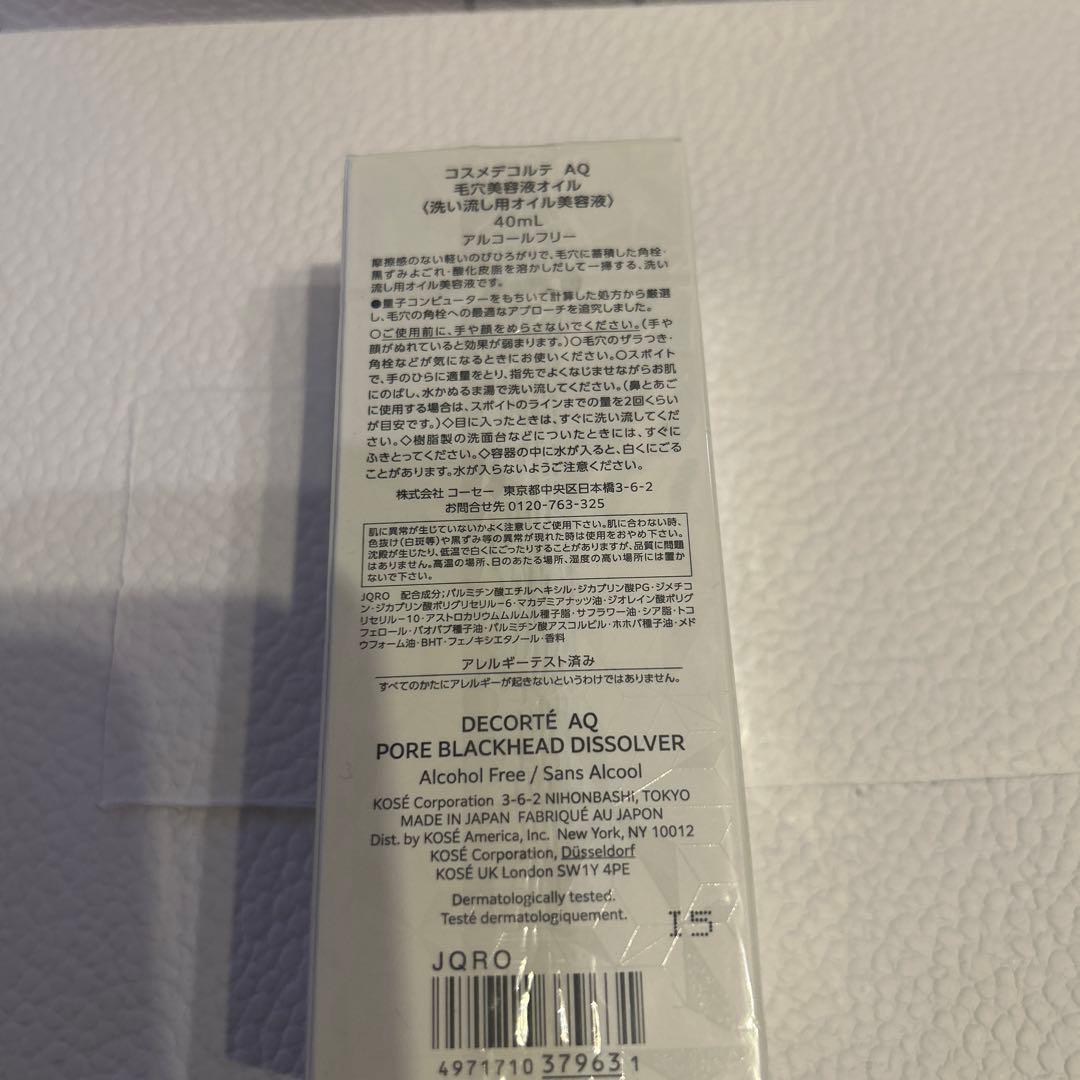 コスメデコルテ AQ
毛穴美容液オイル
〈洗い流し用オイル美容液〉
40mL
アルコールフリー
摩擦感のない軽いのびひろがりで、毛穴に蓄積した角栓・
黒ずみよごれ・酸化皮脂を溶かしだして一掃する、洗い
流し用オイル美容液です。
●量子コンピューターをもちいて計算した処方から厳選
し、毛穴の角栓への最適なアプローチを追究しました。
○ご使用前に、手や顔をぬらさないでください。(手や
顔がぬれていると効果が弱まります。)○毛穴のザラつき・
角栓などが気になるときにお使いください。○スポイト
で、手のひらに適量をとり、指先でよくなじませながらお肌
にのばし、水かぬるま湯で洗い流してください。(鼻とあご
に使用する場合は、スポイトのラインまでの量を2回くらい
が目安です。)◇目に入ったときは、すぐに洗い流してくだ
さい。◇樹脂製の洗面台などについたときには、すぐに
ふきとってください。◇容器の中に水が入ると、白くにごる
ことがあります。水が入らないようご注意ください。
株式会社 コーセー 東京都中央区日本橋3-6-2
お問合せ先 0120-763-325
肌に異常が生じていないかよく注意してご使用下さい。肌に合わない時、
色抜け(白斑等)や黒ずみ等の異常が現れた時は使用をおやめ下さい。
沈殿が生じたり、低温で白くにごったりすることがありますが、品質に問題
はありません。高温の場所、日のあたる場所、湿度の高い場所には置か
ないで下さい。
JQRO 配合成分;パルミチン酸エチルヘキシル・ジカプリン酸PG・ジメチコ
ン・ジカプリン酸ポリグリセリル-6・マカデミアナッツ油・ジオレイン酸ポリグ
リセリル-10・アストロカリウムムルムル種子脂・サフラワー油・シア脂・トコ
フェロール・バオバブ種子油・パルミチン酸アスコルビル・ホホバ種子油・メド
ウフォーム油・BHT・フェノキシエタノール・香料
アレルギーテスト済み
すべてのかたにアレルギーが起きないというわけではありません。
DECORTÉ AQ
PORE BLACKHEAD DISSOLVER
Alcohol Free / Sans Alcool
KOSÉ Corporation 3-6-2 NIHONBASHI, TOKYO
MADE IN JAPAN FABRIQUÉ AU JAPON
Dist. by KOSÉ America, Inc. New York, NY 10012
KOSÉ Corporation, Düsseldorf
KOSÉ UK London SW1Y 4PE
Dermatologically tested.
Testé dermatologiquement.
I5
JQRO
4971710 379631